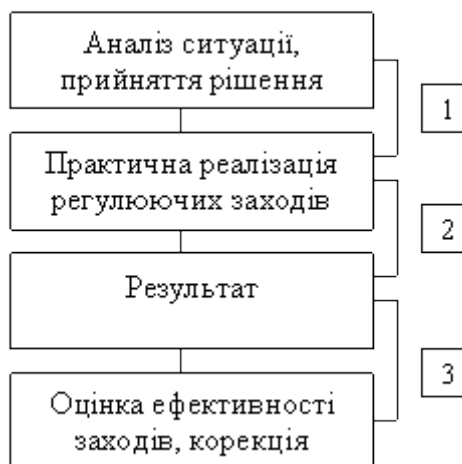 Аналіз ситуації,
прийняття рішення
1
Практична реалізація
регулюючих заходів
2
Результат
3
Оцінка ефективності
заходів, корекція